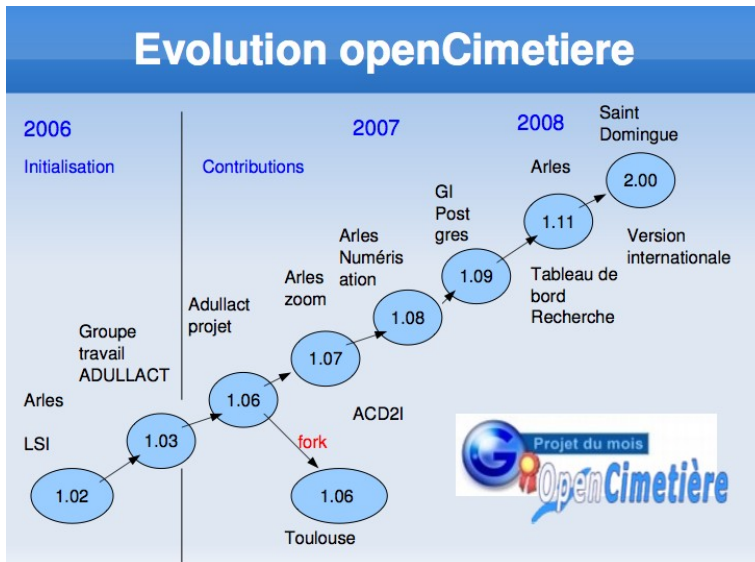 Evolution openCimetiere
2006
2007
2008
Initialisation
Contributions
Saint
Domingue
2.00
Version
internationale
Arles
1.11
Tableau de
bord
Recherche
GI
Post
gres
1.09
Arles
Numéris
ation
1.08
Arles
zoom
1.07
Adullact
projet
1.06
Groupe
travail
ADULLACT
1.03
Arles
LSI
1.02
fork
ACD2I
1.06
Toulouse
G
Projet du mois
OpenCimetière